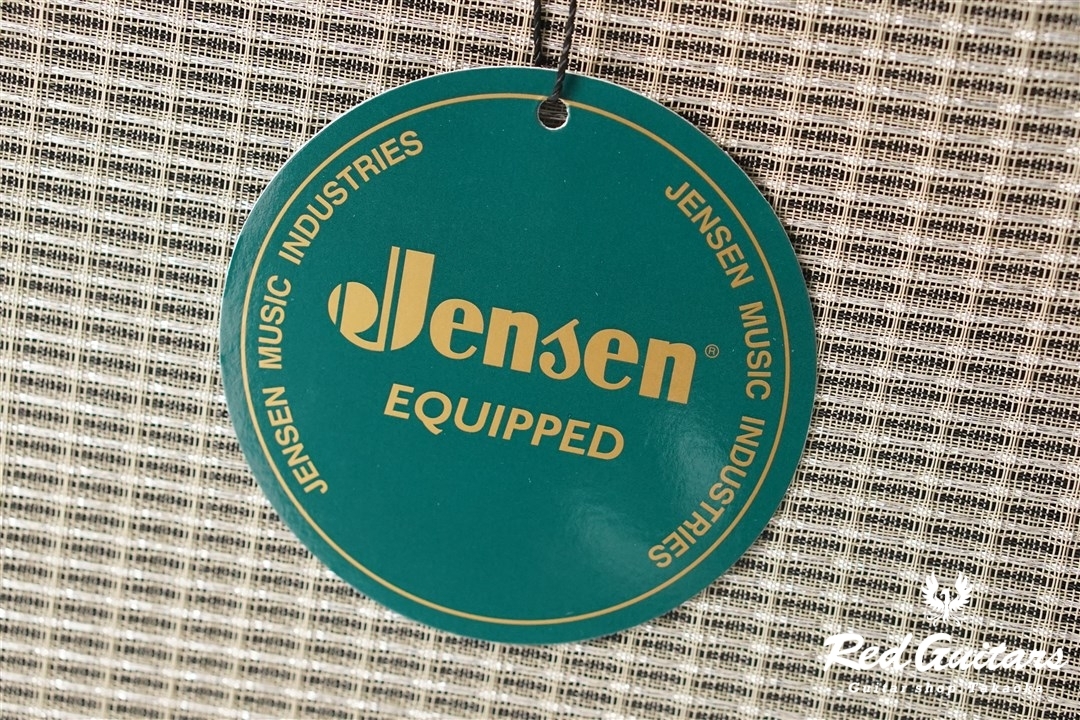 JENSEN MUSIC INDUSTRIES
JENSEN MUSIC INDUSTRIES
Jensen®
EQUIPPED
Red Guitars
Guitar shop Takaoka